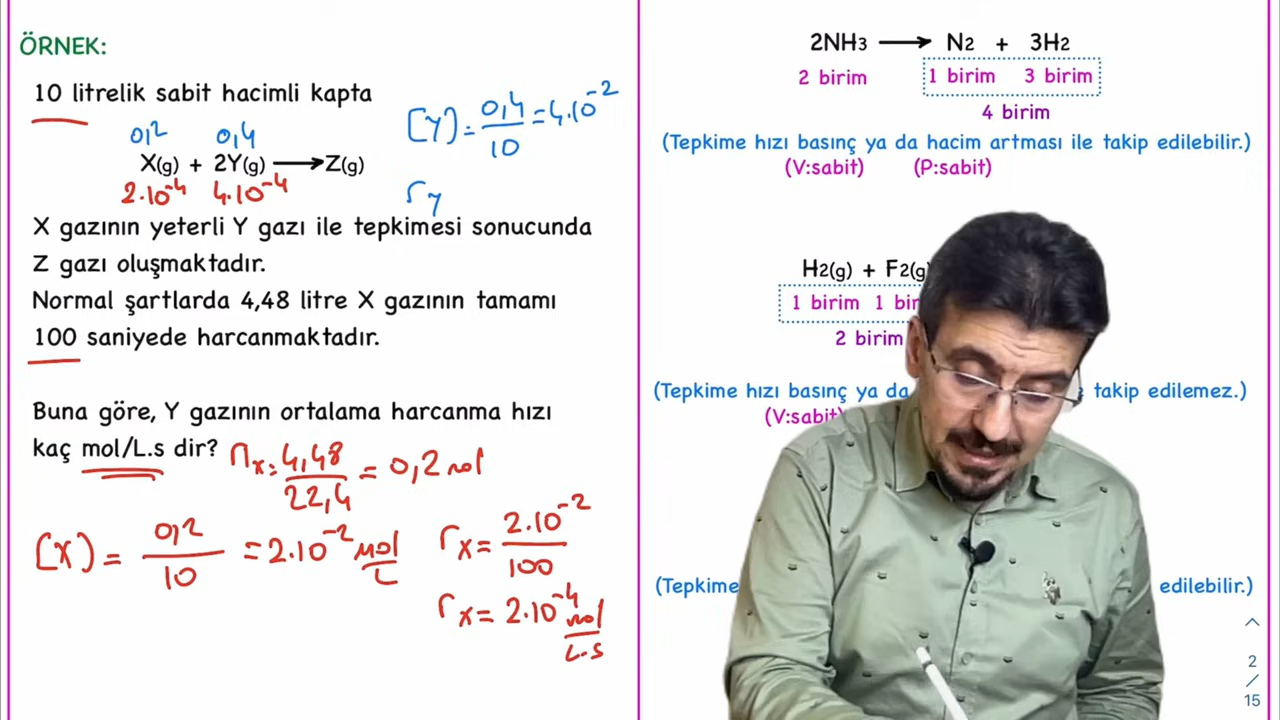 ÖRNEK:
10 litrelik sabit hacimli kapta
0,2 0,4
X(g) + 2Y(g) → Z(g)
2.10⁻⁴ 4.10⁻⁴
[Y] = 0,4/10 = 4.10⁻²
rY
X gazının yeterli Y gazı ile tepkimesi sonucunda
Z gazı oluşmaktadır.
Normal şartlarda 4,48 litre X gazının tamamı
100 saniyede harcanmaktadır.
Buna göre, Y gazının ortalama harcanma hızı
kaç mol/L.s dir?
nx = 4,48/22,4 = 0,2 mol
[X] = 0,2/10 = 2.10⁻² mol/L
rx = 2.10⁻²/100
rx = 2.10⁻⁴ mol/L.s
2NH3 → N2 + 3H2
2 birim 1 birim 3 birim
4 birim
(Tepkime hızı basınç ya da hacim artması ile takip edilebilir.)
(V:sabit) (P:sabit)
H2(g) + F2(g
1 birim 1 bir
2 birim
(Tepkime hızı basınç ya da takip edilemez.)
(V:sabit)
(Tepkime edilebilir.)
2
/
15